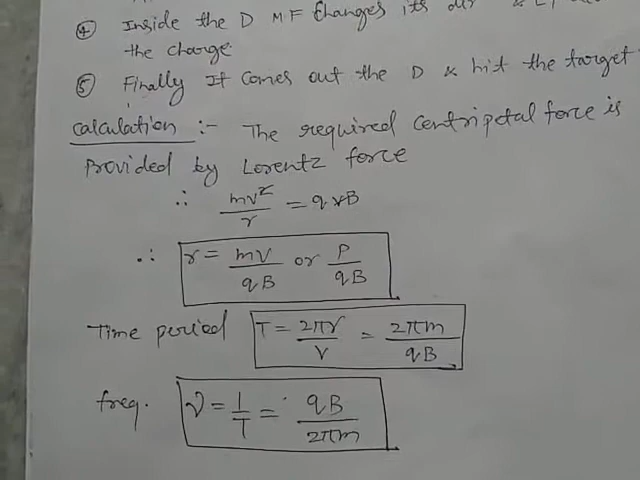 ④ Inside the D MF Changes its dir
the charge
⑤ Finally It Comes out the D & hit the target
Calculation :- The required Centripetal force is
Provided by Lorentz force
∴ mv²/r = qvB
∴ r = mv/qB or P/qB
Time period T = 2πr/v = 2πm/qB
freq. ν = 1/T = qB/2πm